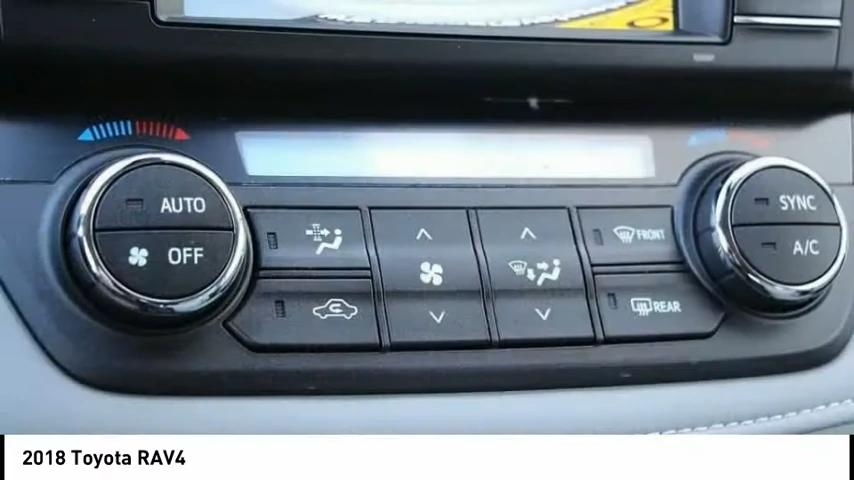 AUTO
OFF
FRONT
REAR
SYNC
A/C
2018 Toyota RAV4